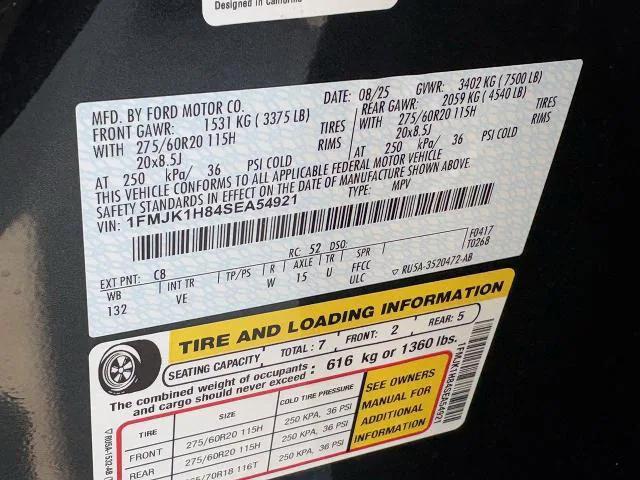 Designed in California
MFD. BY FORD MOTOR CO.
DATE: 08/25 GVWR: 3402 KG (7500 LB)
FRONT GAWR: 1531 KG (3375 LB)
REAR GAWR: 2059 KG (4540 LB)
WITH 275/60R20 115H TIRES 275/60R20 115H TIRES
20x8.5J RIMS 20x8.5J RIMS
AT 250 kPa/ 36 PSI COLD AT 250 kPa/ 36 PSI COLD
THIS VEHICLE CONFORMS TO ALL APPLICABLE FEDERAL MOTOR VEHICLE
SAFETY STANDARDS IN EFFECT ON THE DATE OF MANUFACTURE SHOWN ABOVE.
VIN: 1FMJK1H84SEA54921 TYPE: MPV
F0417
T0268
EXT PNT: C8 RC: 52 DSO:
WB INT TR TP/PS R AXLE TR SPR
132 VE W 15 U FFCC
ULC
▽ RU5A-3520472-AB
TIRE AND LOADING INFORMATION
SEATING CAPACITY TOTAL: 7 FRONT: 2 REAR: 5
The combined weight of occupants
and cargo should never exceed: 616 kg or 1360 lbs.
TIRE SIZE COLD TIRE PRESSURE
FRONT 275/60R20 115H 250 KPA, 36 PSI
REAR 275/60R20 115H 250 KPA, 36 PSI
70R18 116T 250 KPA, 36 PSI
SEE OWNERS
MANUAL FOR
ADDITIONAL
INFORMATION
1FMJK1H84SEA54921